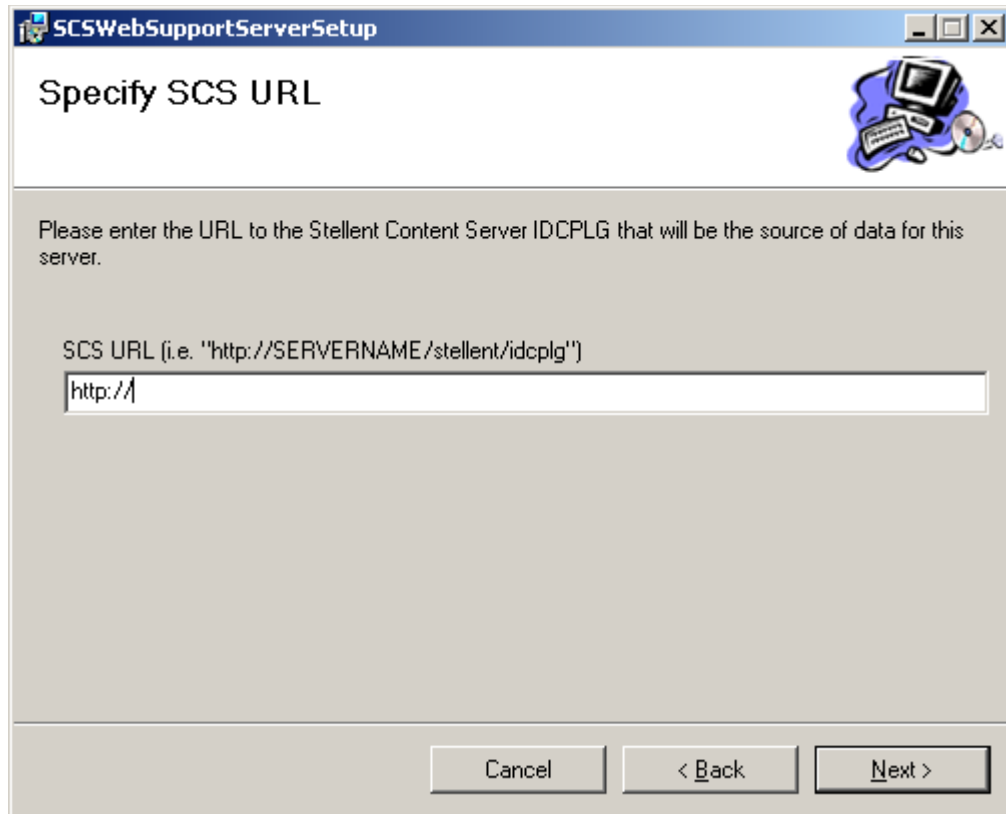 SCSWebSupportServerSetup
Specify SCS URL
Please enter the URL to the Stellent Content Server IDCPLG that will be the source of data for this
server.
SCS URL (i.e. "http://SERVERNAME/stellent/idcplg")
http://
Cancel < Back Next >